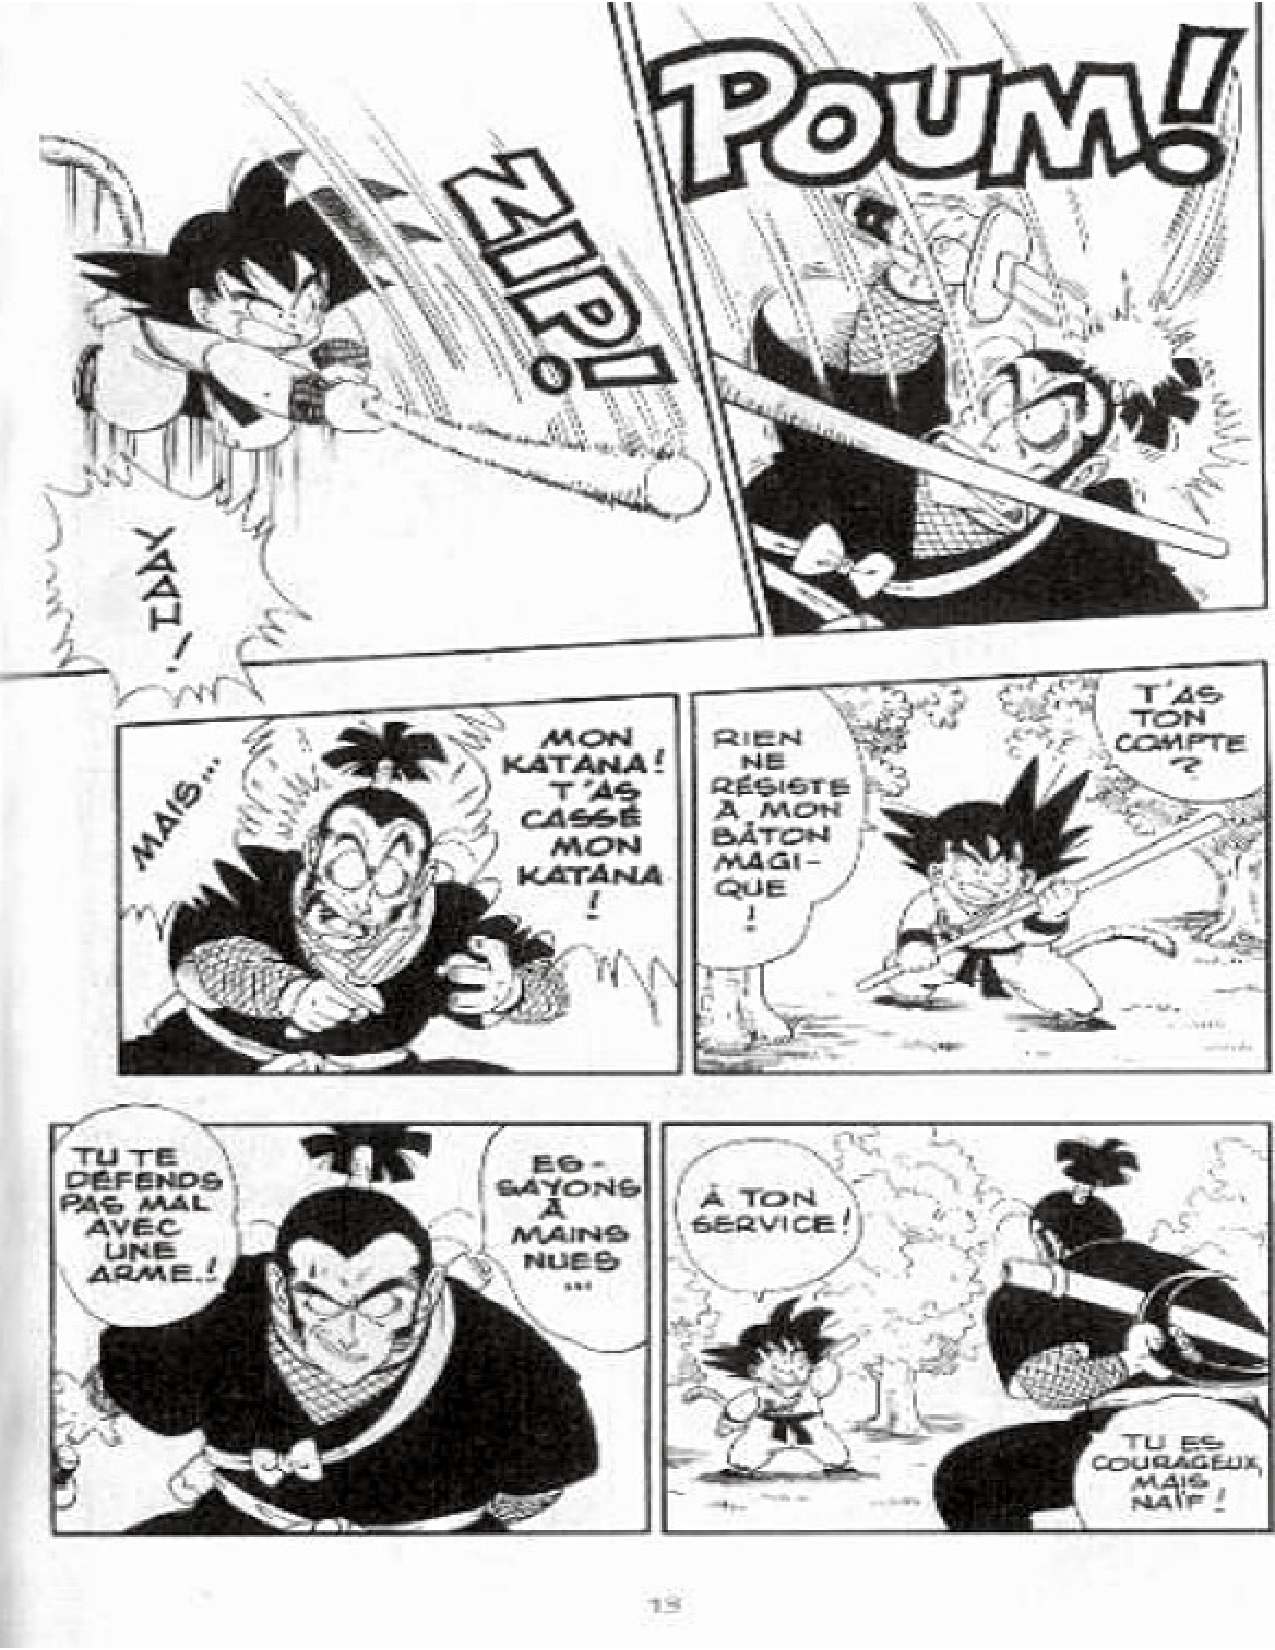 ZIP!
YAAH!
POUM!
MAIS...
MON
KATANA!
T'AS
CASSÉ
MON
KATANA
!
RIEN
NE
RÉSISTE
À MON
BÂTON
MAGI-
QUE
!
T'AS
TON
COMPTE
?
TU TE
DÉFENDS
PAS MAL
AVEC
UNE
ARME!
ES-
SAYONS
À
MAINS
NUES
...
À TON
SERVICE!
TU ES
COURAGEUX,
MAIS
NAÏF!
13